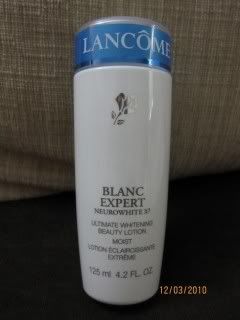 LANCÔME
BLANC
EXPERT
NEUROWHITE X³
ULTIMATE WHITENING
BEAUTY LOTION
MOIST
LOTION ÉCLAIRCISSANTE
EXTRÊME
125 ml 4.2 FL. OZ
12/03/2010